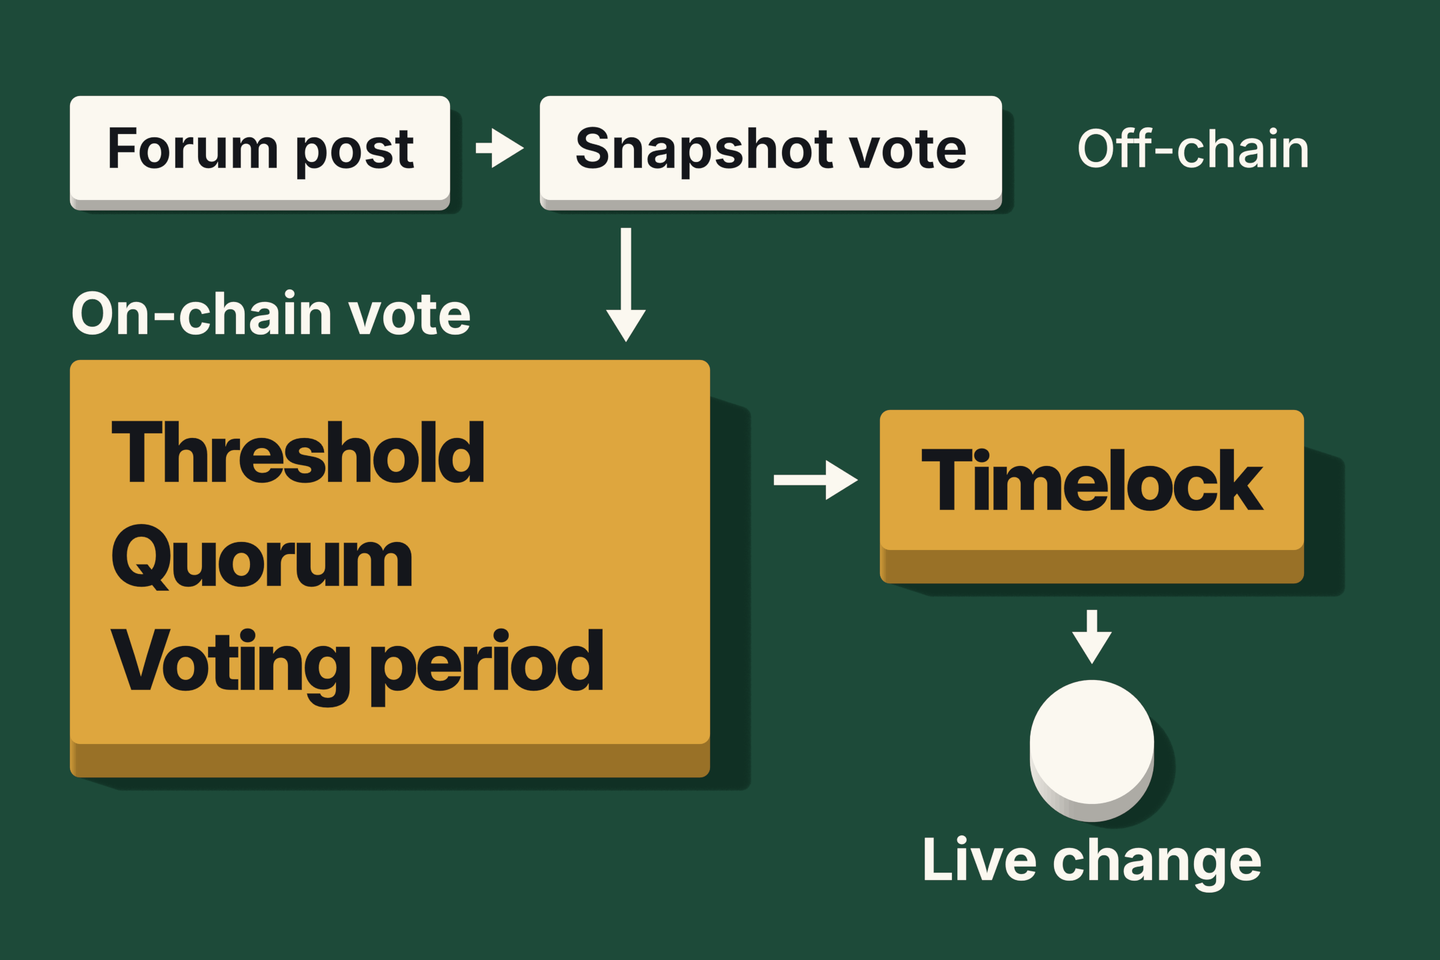 Forum post
Snapshot vote
Off-chain
On-chain vote
Threshold
Quorum
Voting period
Timelock
Live change